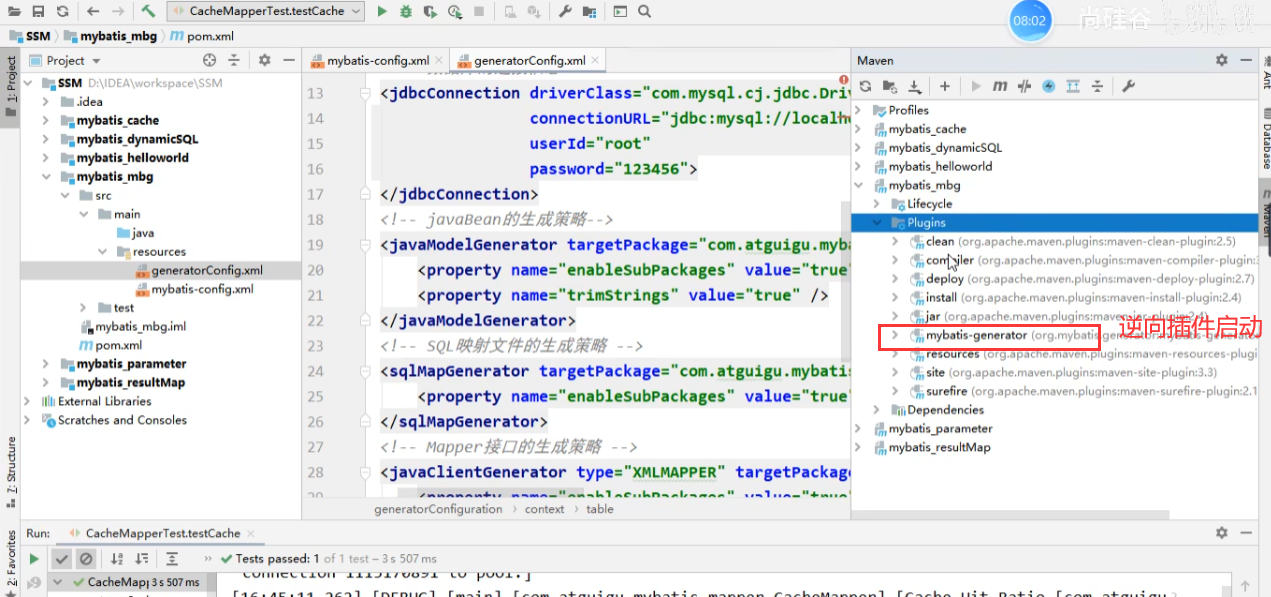 CacheMapperTest.testCache
08:02
尚硅谷
SSM
mybatis_mbg
pom.xml
1: Project
Z: Structure
2: Favorites
Project
SSM D:\IDEA\workspace\SSM
.idea
mybatis_cache
mybatis_dynamicSQL
mybatis_helloworld
mybatis_mbg
src
main
java
resources
generatorConfig.xml
mybatis-config.xml
test
mybatis_mbg.iml
pom.xml
mybatis_parameter
mybatis_resultMap
External Libraries
Scratches and Consoles
mybatis-config.xml
generatorConfig.xml
13 <jdbcConnection driverClass="com.mysql.cj.jdbc.Dri
14 connectionURL="jdbc:mysql://localh
15 userId="root"
16 password="123456">
17 </jdbcConnection>
18 <!-- javaBean的生成策略-->
19 <javaModelGenerator targetPackage="com.atguigu.myba
20 <property name="enableSubPackages" value="true"
21 <property name="trimStrings" value="true" />
22 </javaModelGenerator>
23 <!-- SQL映射文件的生成策略 -->
24 <sqlMapGenerator targetPackage="com.atguigu.mybatis
25 <property name="enableSubPackages" value="true"
26 </sqlMapGenerator>
27 <!-- Mapper接口的生成策略 -->
28 <javaClientGenerator type="XMLMAPPER" targetPackage
29 <property name="enableSubPackages" value="true"
generatorConfiguration
context
table
Maven
Profiles
mybatis_cache
mybatis_dynamicSQL
mybatis_helloworld
mybatis_mbg
Lifecycle
Plugins
clean (org.apache.maven.plugins:maven-clean-plugin:2.5)
compiler (org.apache.maven.plugins:maven-compiler-plugin:3
deploy (org.apache.maven.plugins:maven-deploy-plugin:2.7)
install (org.apache.maven.plugins:maven-install-plugin:2.4)
jar (org.apache.maven.plugins:maven-jar-plugin:2.4)
mybatis-generator (org.mybatis.generator:mybatis-generator
逆向插件启动
resources (org.apache.maven.plugins:maven-resources-plugi
site (org.apache.maven.plugins:maven-site-plugin:3.3)
surefire (org.apache.maven.plugins:maven-surefire-plugin:2.1
Dependencies
mybatis_parameter
mybatis_resultMap
Ant
Database
Maven
Run:
CacheMapperTest.testCache
Tests passed: 1 of 1 test – 3 s 507 ms
CacheMap 3 s 507 ms
connection 1115170891 to pool.]
[16:45:11.262] [DEBUG] [main] [com.atguigu.mybatis.mapper.CacheMapper] [Cache Hit Ratio [com.atguigu